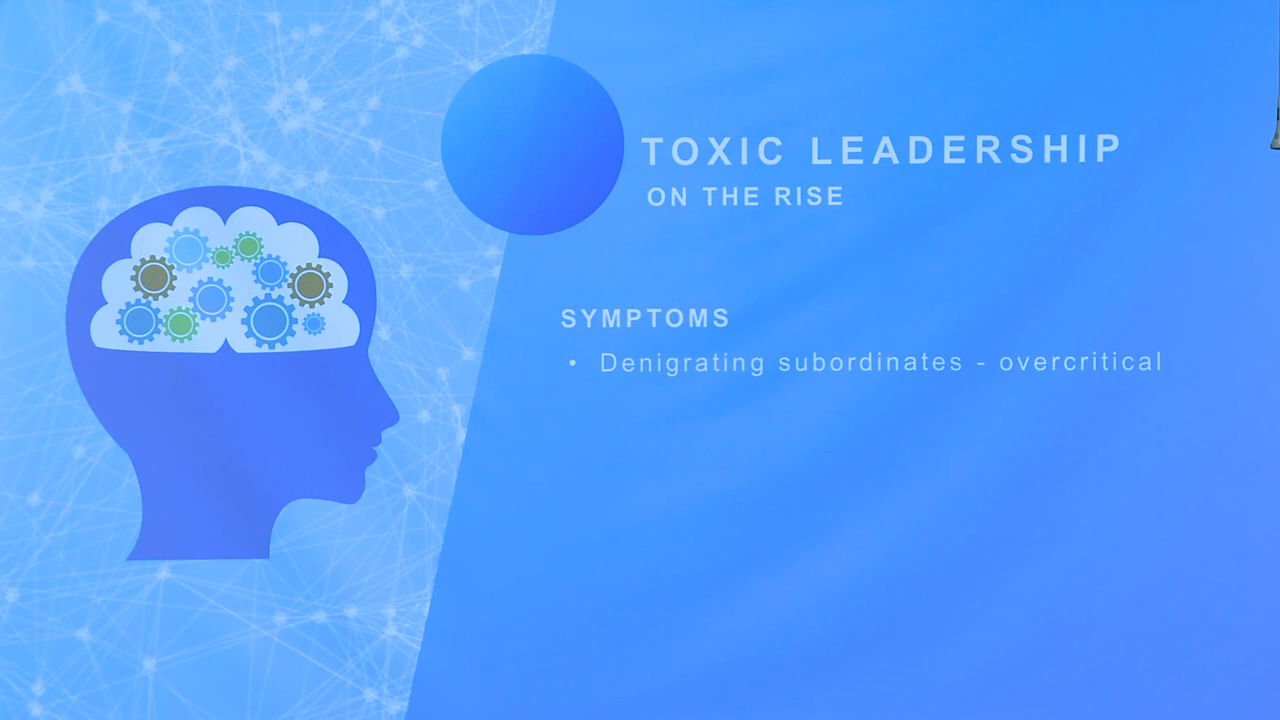 TOXIC LEADERSHIP
ON THE RISE
SYMPTOMS
• Denigrating subordinates - overcritical